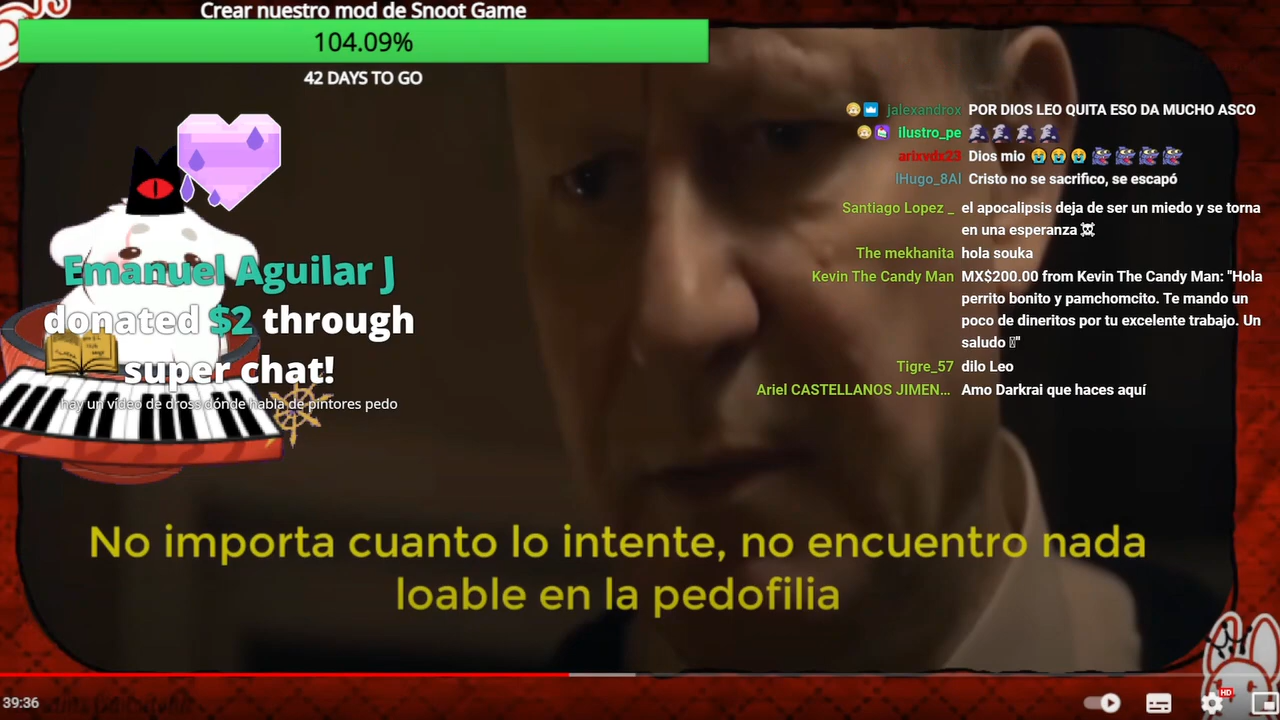 Crear nuestro mod de Snoot Game
104.09%
42 DAYS TO GO
jalexandrox POR DIOS LEO QUITA ESO DA MUCHO ASCO
ilustro_pe
arixvdx23 Dios mio 😭😭😭
lHugo_8Al Cristo no se sacrifico, se escapó
Santiago Lopez _ el apocalipsis deja de ser un miedo y se torna
en una esperanza ☠
The mekhanita hola souka
Kevin The Candy Man MX$200.00 from Kevin The Candy Man: "Hola
perrito bonito y pamchomcito. Te mando un
poco de dineritos por tu excelente trabajo. Un
saludo "
Tigre_57 dilo Leo
Ariel CASTELLANOS JIMEN... Amo Darkrai que haces aquí
Emanuel Aguilar J
donated $2 through
super chat!
hay un vídeo de dross dónde habla de pintores pedo
No importa cuanto lo intente, no encuentro nada
loable en la pedofilia
39:36
HD